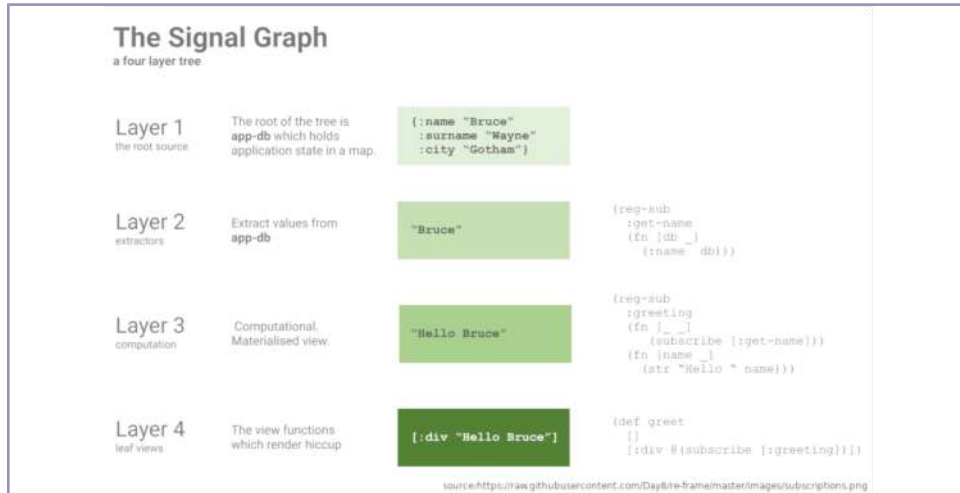 The Signal Graph
a four layer tree
Layer 1
the root source
The root of the tree is
app-db which holds
application state in a map.
{:name "Bruce"
:surname "Wayne"
:city "Gotham"}
Layer 2
extractors
Extract values from
app-db
"Bruce"
(reg-sub
:get-name
(fn [db _]
(:name db)))
Layer 3
computation
Computational.
Materialised view.
"Hello Bruce"
(reg-sub
:greeting
(fn [_ _]
(subscribe [:get-name]))
(fn [name _]
(str "Hello " name)))
Layer 4
leaf views
The view functions
which render hiccup
[:div "Hello Bruce"]
(def greet
[]
[:div @(subscribe [:greeting])])
source:https://raw.githubusercontent.com/Day8/re-frame/master/images/subscriptions.png